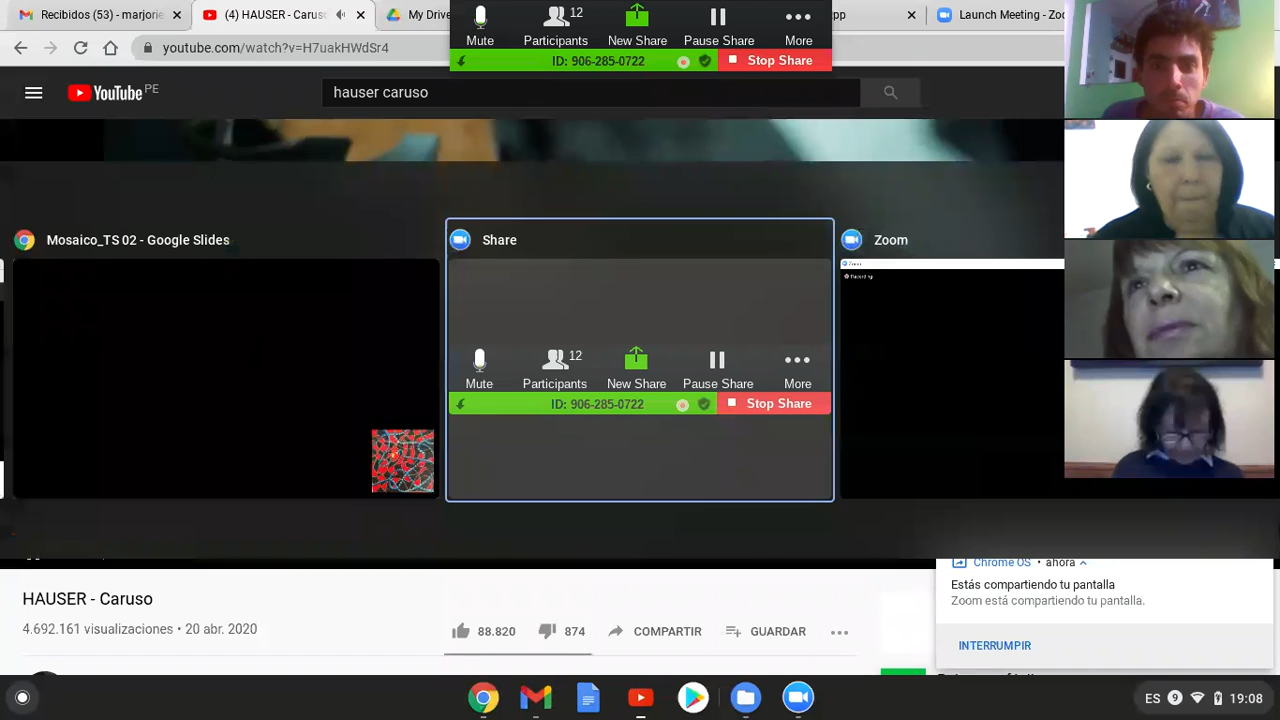 Recibidos (53) - marjorie
(4) HAUSER - Caruso
My Drive
pp
Launch Meeting - Zoo
youtube.com/watch?v=H7uakHWdSr4
12
Mute
Participants
New Share
Pause Share
More
ID: 906-285-0722
Stop Share
YouTube PE
hauser caruso
Mosaico_TS 02 - Google Slides
Share
Zoom
Zoom
Recording
12
Mute
Participants
New Share
Pause Share
More
ID: 906-285-0722
Stop Share
HAUSER - Caruso
4.692.161 visualizaciones • 20 abr. 2020
88.820
874
COMPARTIR
GUARDAR
Chrome OS • ahora
Estás compartiendo tu pantalla
Zoom está compartiendo tu pantalla.
INTERRUMPIR
ES
9
19:08